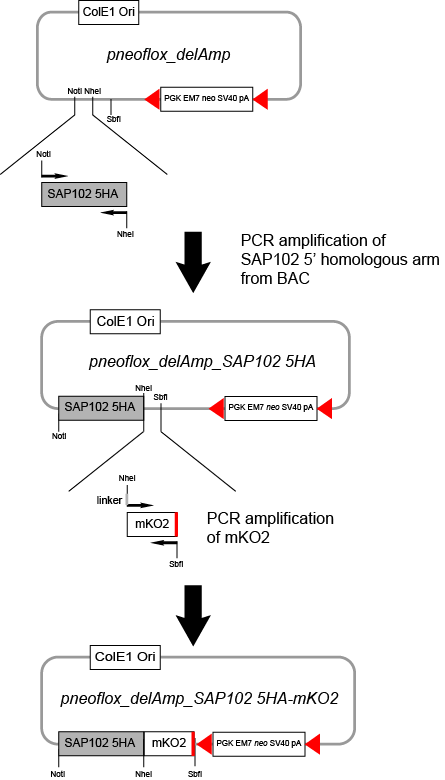 ColE1 Ori
pneoflox_delAmp
NotI NheI
SbfI
PGK EM7 neo SV40 pA
NotI
SAP102 5HA
NheI
PCR amplification of
SAP102 5' homologous arm
from BAC
ColE1 Ori
pneoflox_delAmp_SAP102 5HA
NheI
SbfI
SAP102 5HA
PGK EM7 neo SV40 pA
NotI
NheI
linker
mKO2
SbfI
PCR amplification
of mKO2
ColE1 Ori
pneoflox_delAmp_SAP102 5HA-mKO2
SAP102 5HA mKO2 PGK EM7 neo SV40 pA
NotI NheI SbfI